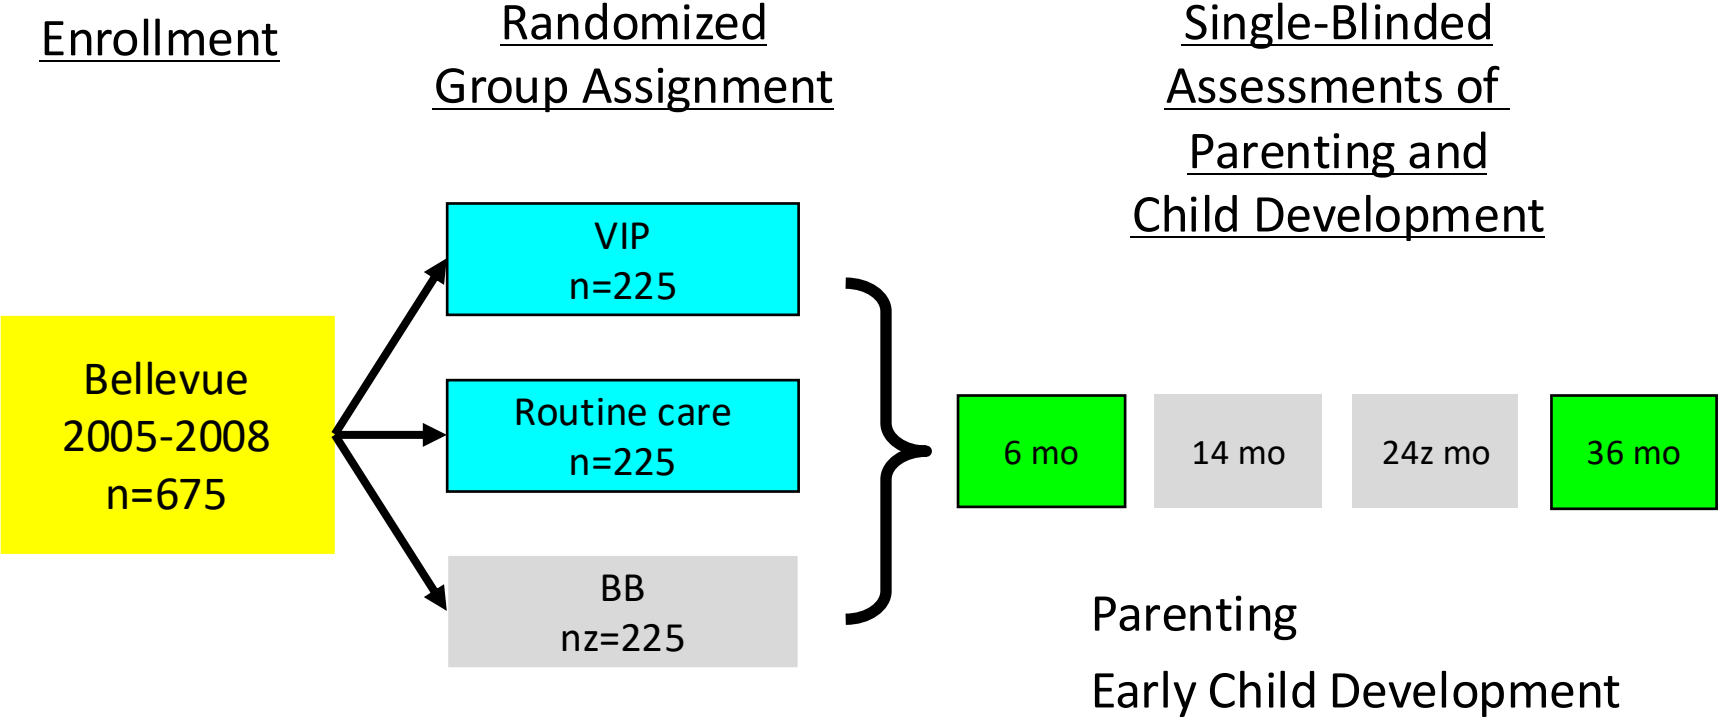 Enrollment
Randomized
Group Assignment
Single-Blinded
Assessments of
Parenting and
Child Development
Bellevue
2005-2008
n=675
VIP
n=225
Routine care
n=225
BB
nz=225
6 mo
14 mo
24z mo
36 mo
Parenting
Early Child Development